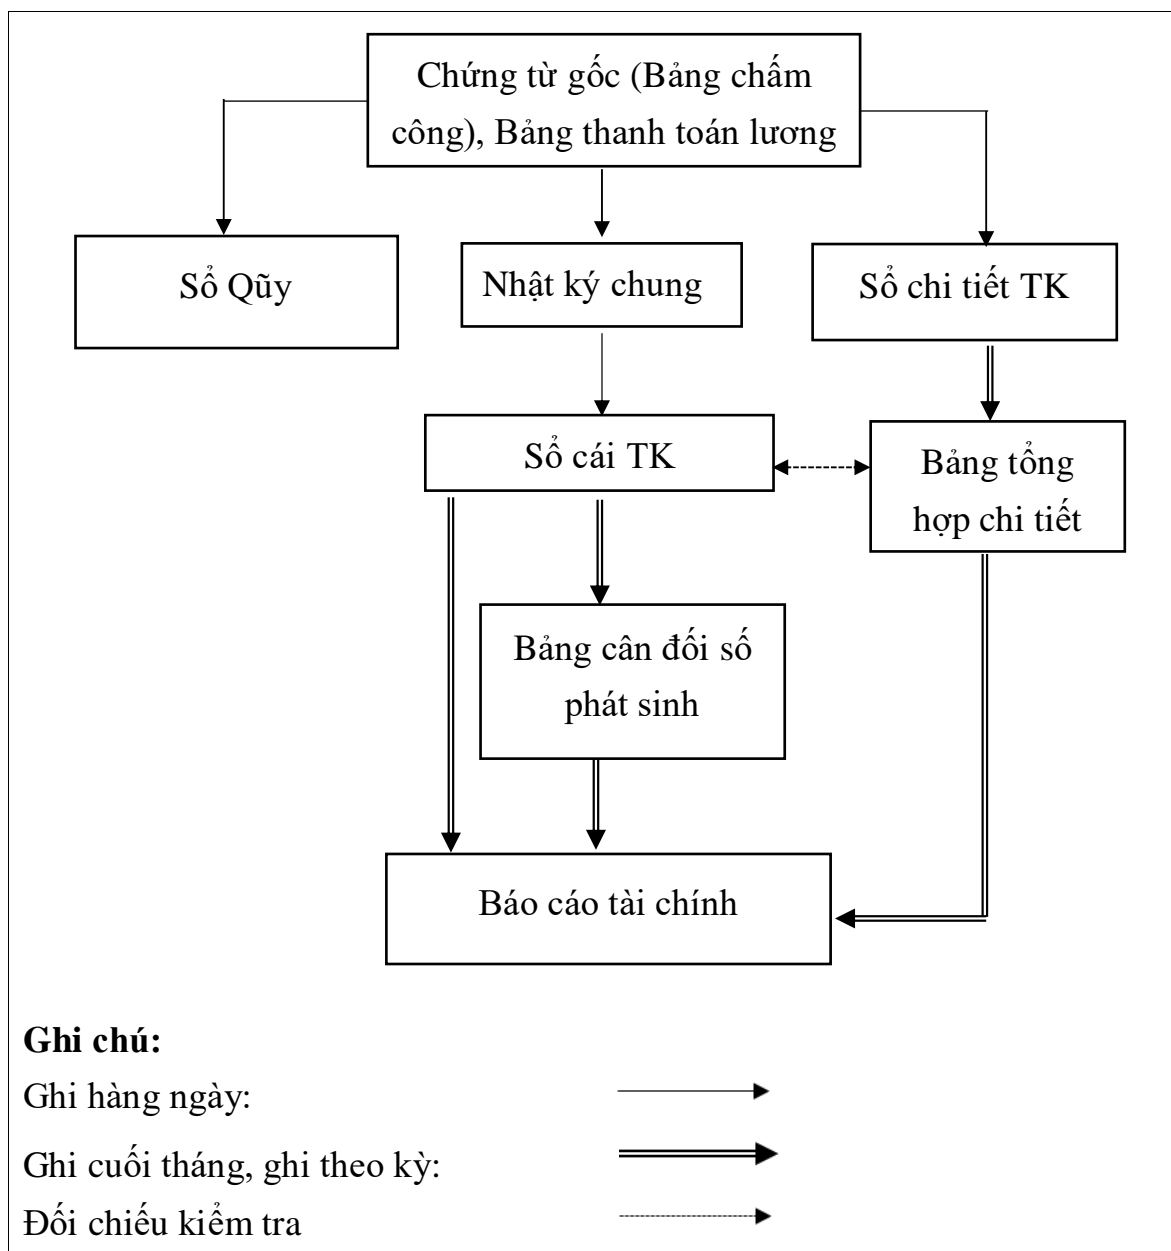 Chứng từ gốc (Bảng chấm
công), Bảng thanh toán lương
Sổ Qũy
Nhật ký chung
Sổ chi tiết TK
Sổ cái TK
Bảng tổng
hợp chi tiết
Bảng cân đối số
phát sinh
Báo cáo tài chính
Ghi chú:
Ghi hàng ngày:
Ghi cuối tháng, ghi theo kỳ:
Đối chiếu kiểm tra